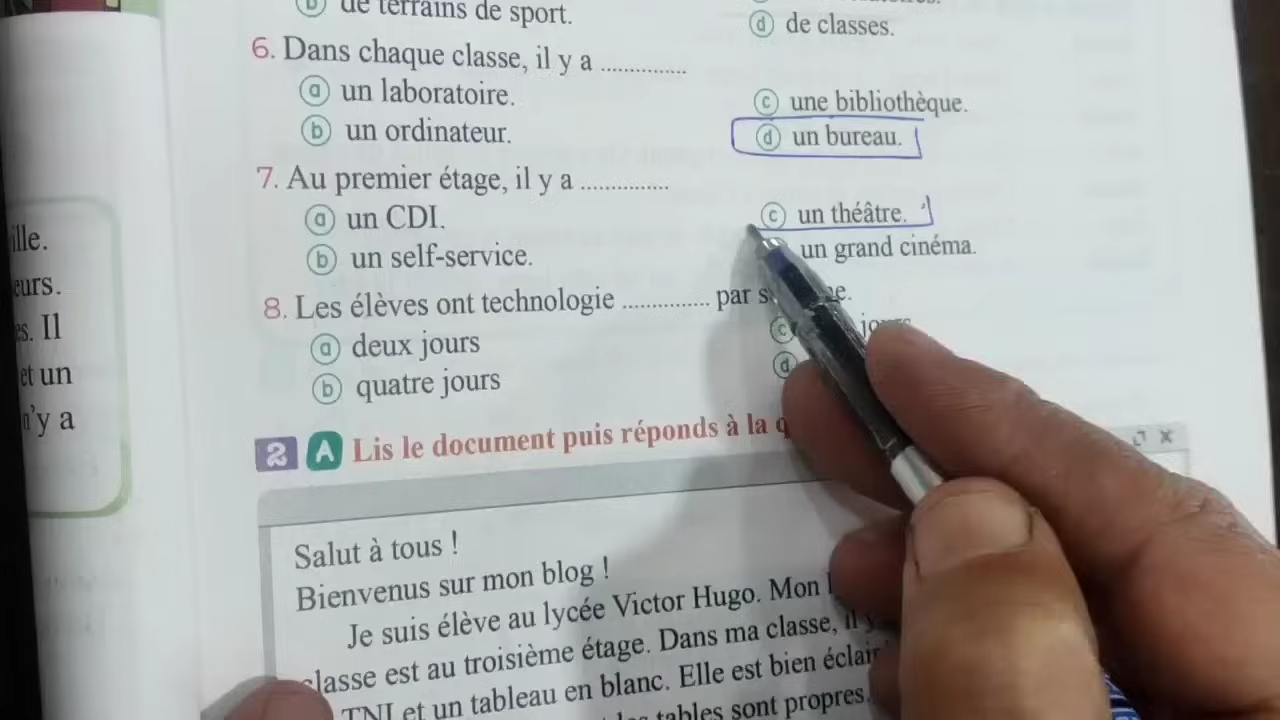 ille.
eurs.
es. Il
et un
n'y a
b de terrains de sport.
d de classes.
6. Dans chaque classe, il y a ...............
a un laboratoire.
b un ordinateur.
c une bibliothèque.
d un bureau.
7. Au premier étage, il y a ...............
a un CDI.
b un self-service.
c un théâtre.
un grand cinéma.
8. Les élèves ont technologie ............... par
a deux jours
b quatre jours
c
d
2 A Lis le document puis réponds à la
Salut à tous !
Bienvenus sur mon blog !
Je suis élève au lycée Victor Hugo. Mon
classe est au troisième étage. Dans ma classe, il y
TNI et un tableau en blanc. Elle est bien
tables sont propres.